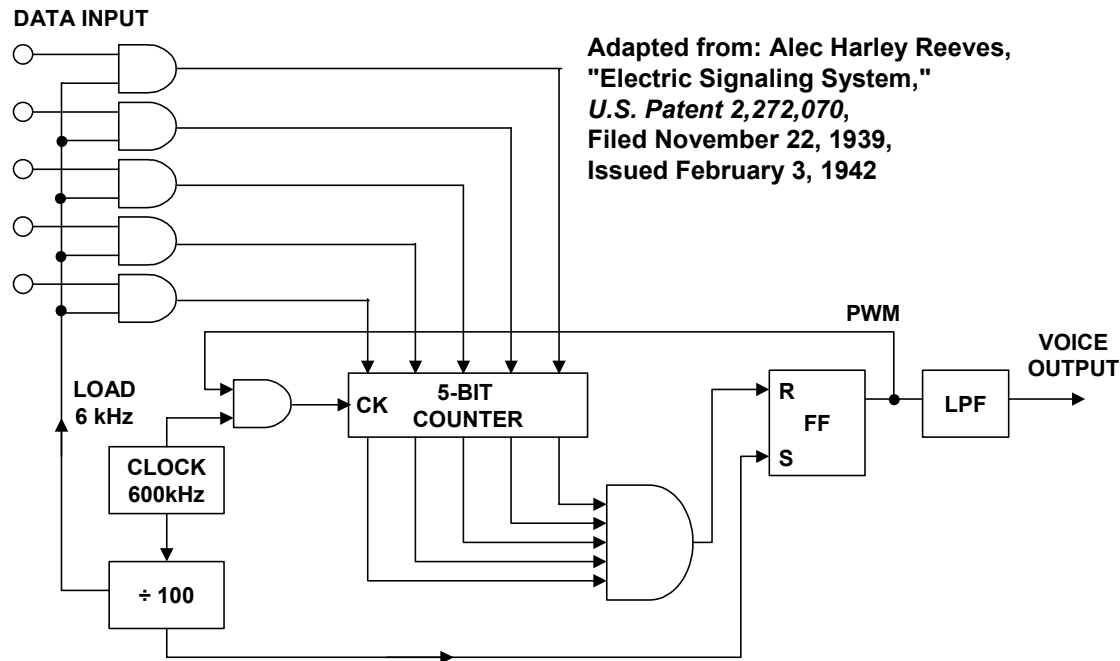 DATA INPUT
Adapted from: Alec Harley Reeves,
"Electric Signaling System,"
U.S. Patent 2,272,070,
Filed November 22, 1939,
Issued February 3, 1942
PWM
VOICE
OUTPUT
LOAD
6 kHz
CK
5-BIT
COUNTER
R
FF
S
LPF
CLOCK
600kHz
÷ 100